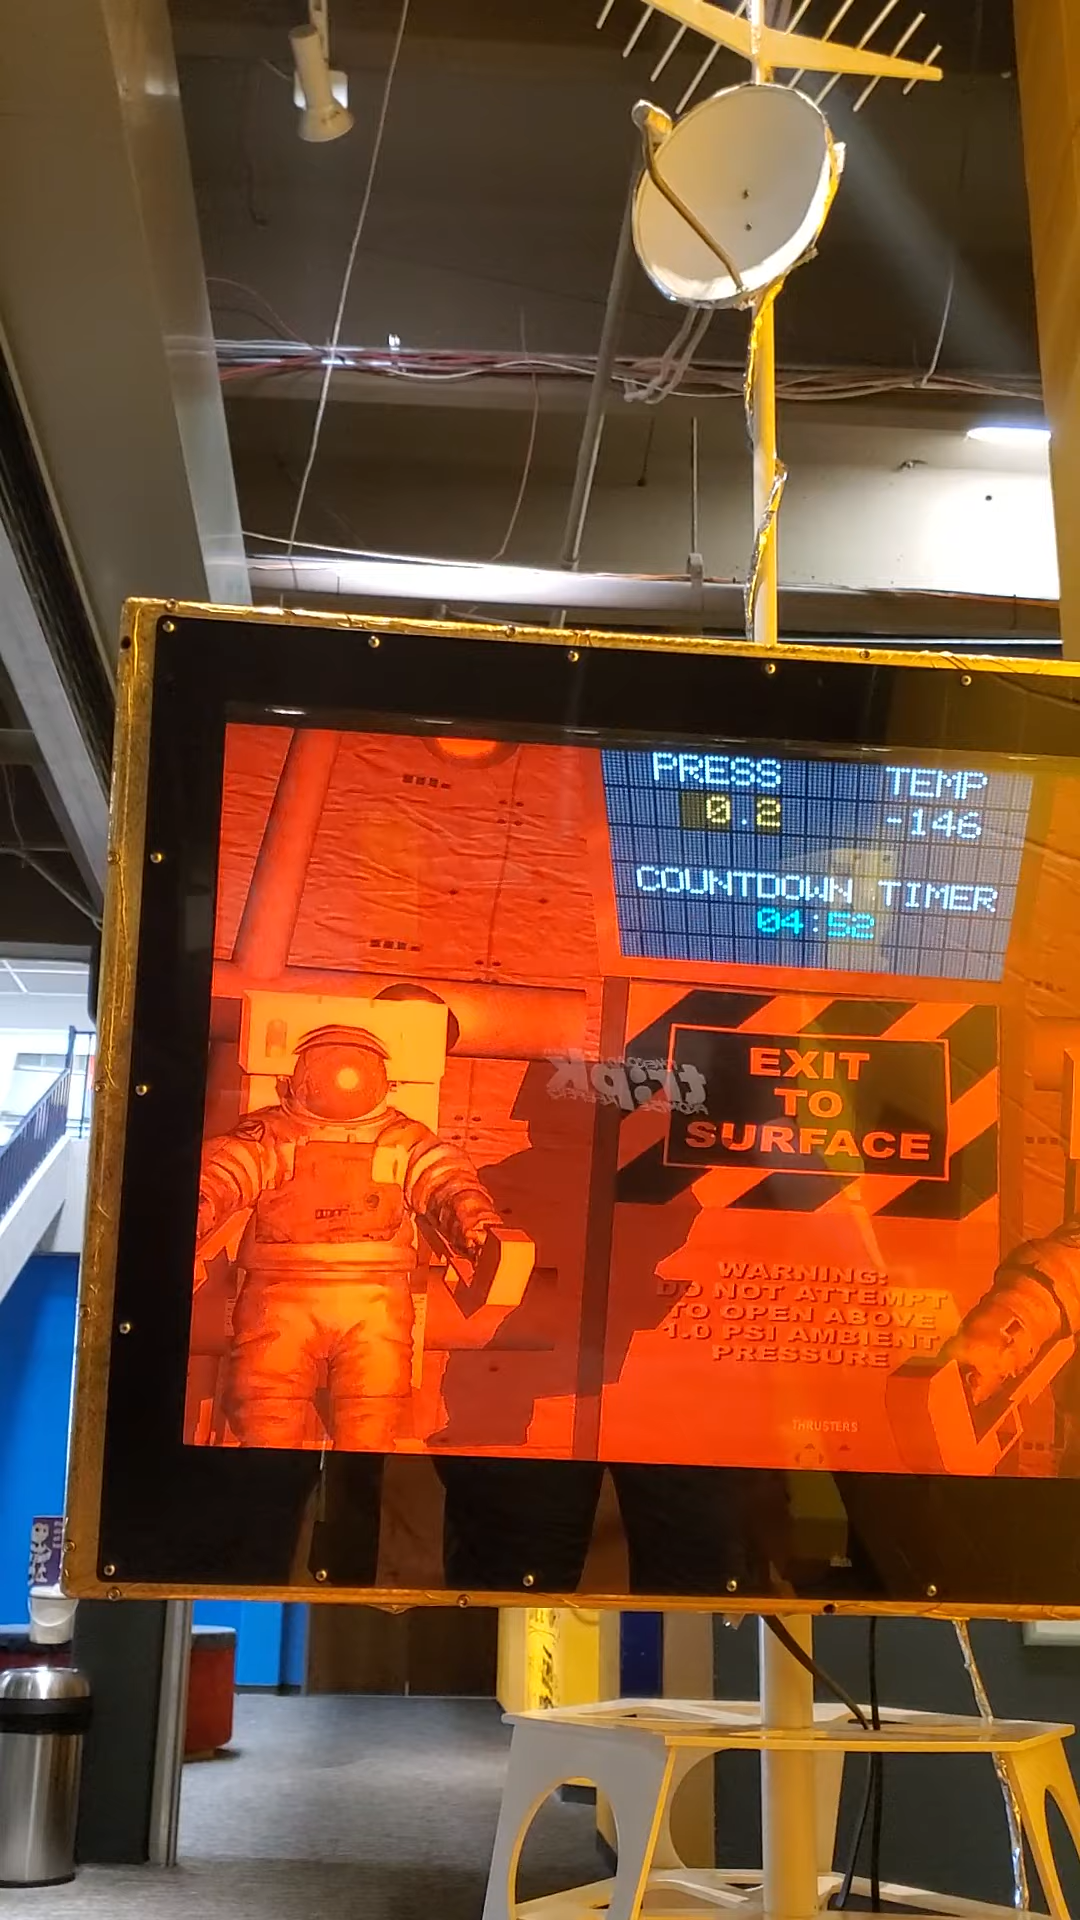 PRESS TEMP
0.2 -146
COUNTDOWN TIMER
04:52
EXIT
TO
SURFACE
WARNING:
DO NOT ATTEMPT
TO OPEN ABOVE
1.0 PSI AMBIENT
PRESSURE
THRUSTERS